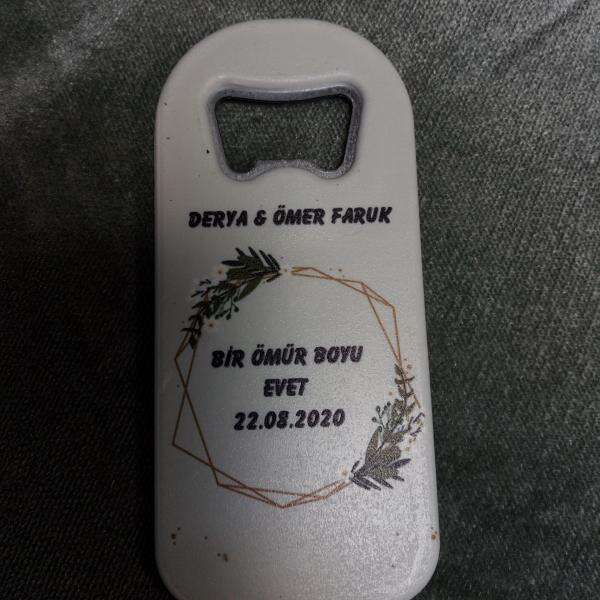 DERYA & ÖMER FARUK
BİR ÖMÜR BOYU
EVET
22.08.2020